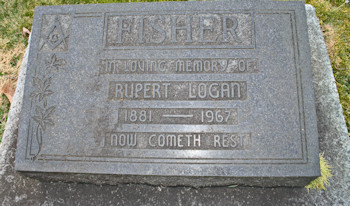 FISHER
IN LOVING MEMORY OF
RUPERT LOGAN
1881 — 1967
NOW COMETH REST